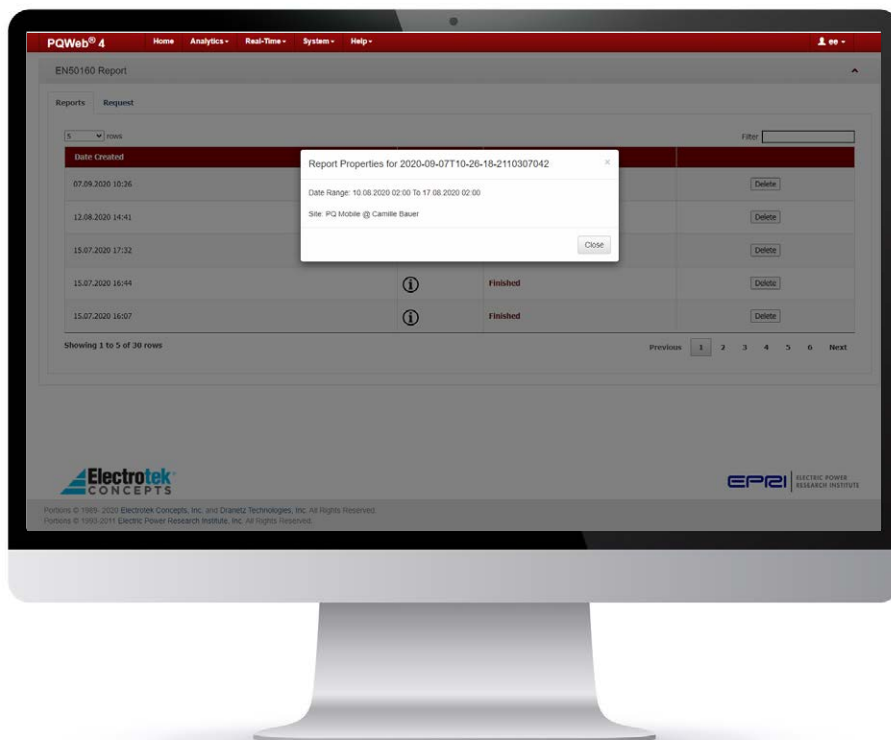 PQWeb® 4 Home Analytics Real-Time System Help ee
EN50160 Report
Reports Request
5 rows Filter
Date Created
Report Properties for 2020-09-07T10-26-18-2110307042 ×
07.09.2020 10:26 Delete
Date Range: 10.08.2020 02:00 To 17.08.2020 02:00
Site: PQ Mobile @ Camille Bauer
12.08.2020 14:41 Delete
Close
15.07.2020 17:32 Delete
15.07.2020 16:44 Finished Delete
15.07.2020 16:07 Finished Delete
Showing 1 to 5 of 30 rows Previous 1 2 3 4 5 6 Next
Electrotek
CONCEPTS
EPRI ELECTRIC POWER
RESEARCH INSTITUTE
Portions © 1989- 2020 Electrotek Concepts, Inc. and Dranetz Technologies, Inc. All Rights Reserved.
Portions © 1993-2011 Electric Power Research Institute, Inc. All Rights Reserved.